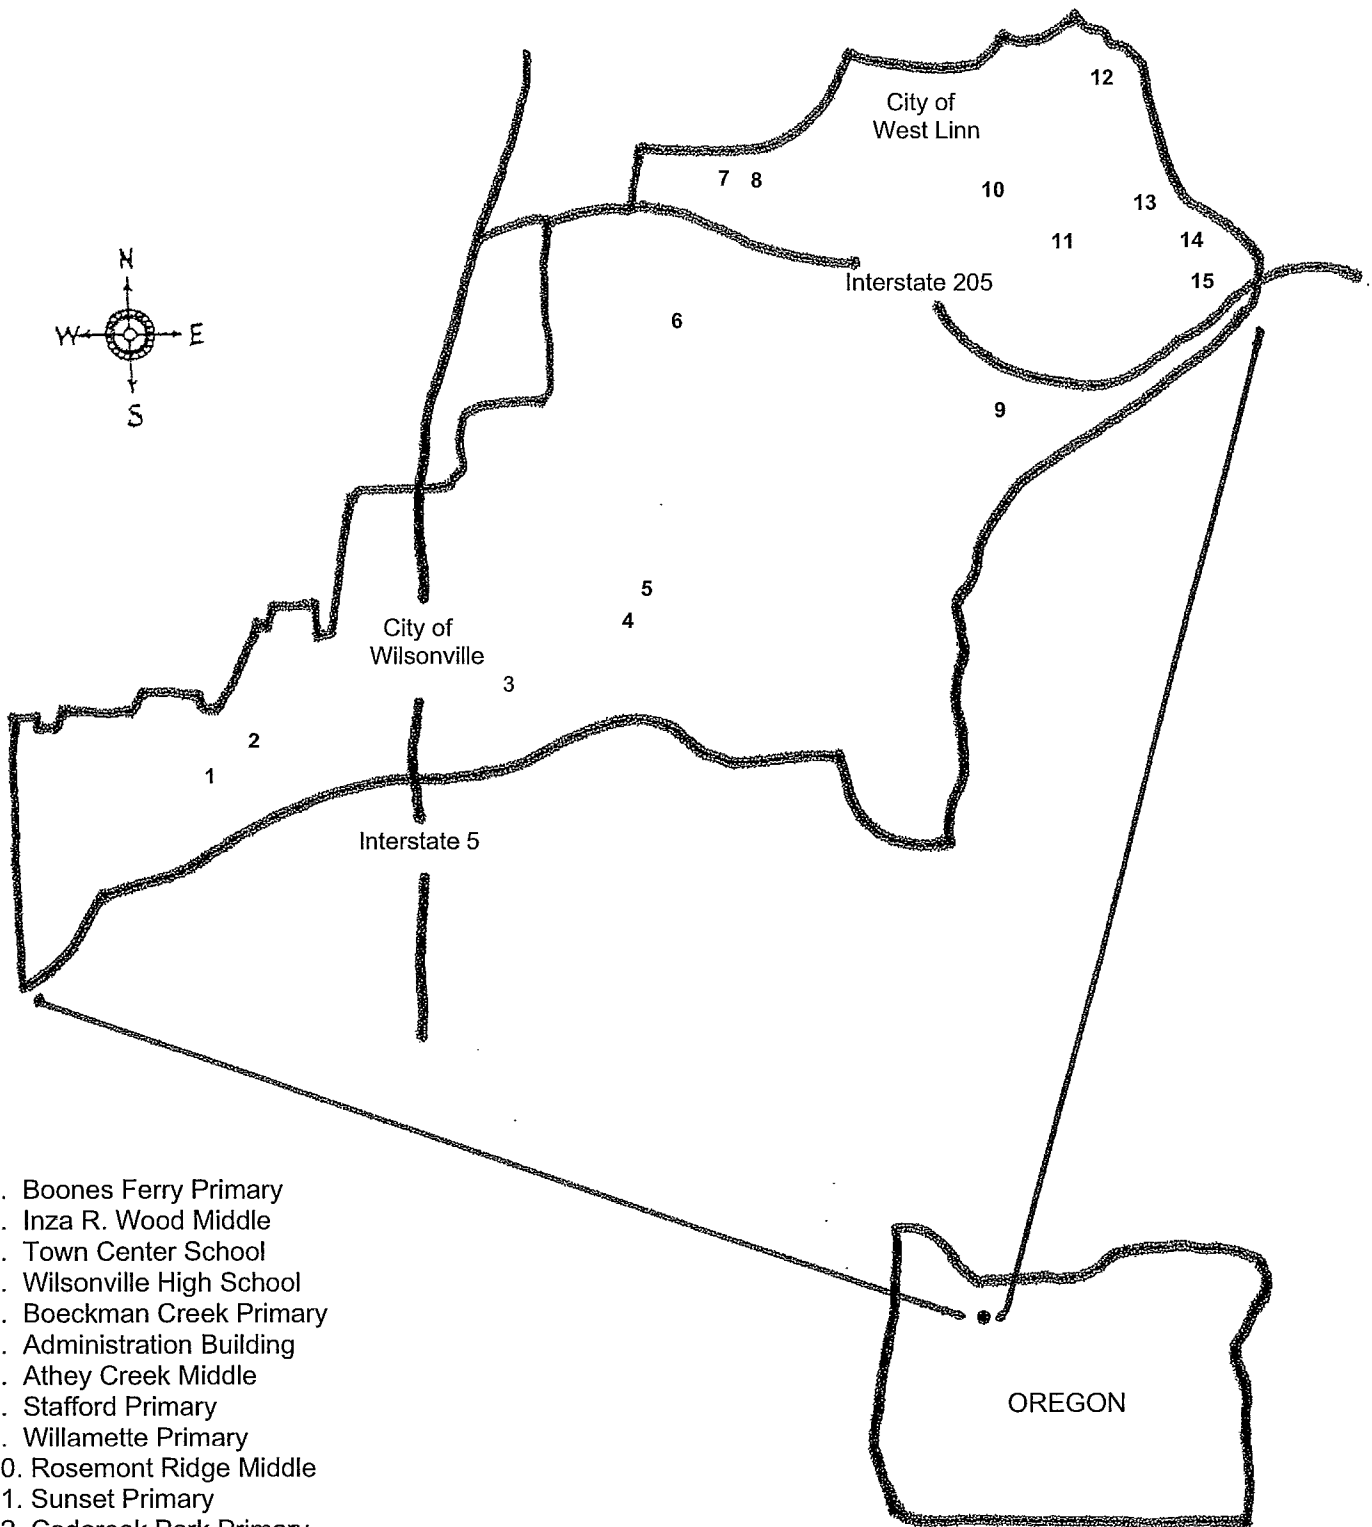 12
City of
West Linn
7 8
10
13
11
14
N
Interstate 205
15
W E
6
S
9
5
4
City of
Wilsonville
3
2
1
Interstate 5
. Boones Ferry Primary
. Inza R. Wood Middle
. Town Center School
. Wilsonville High School
. Boeckman Creek Primary
. Administration Building
. Athey Creek Middle
. Stafford Primary
. Willamette Primary
0. Rosemont Ridge Middle
1. Sunset Primary
OREGON